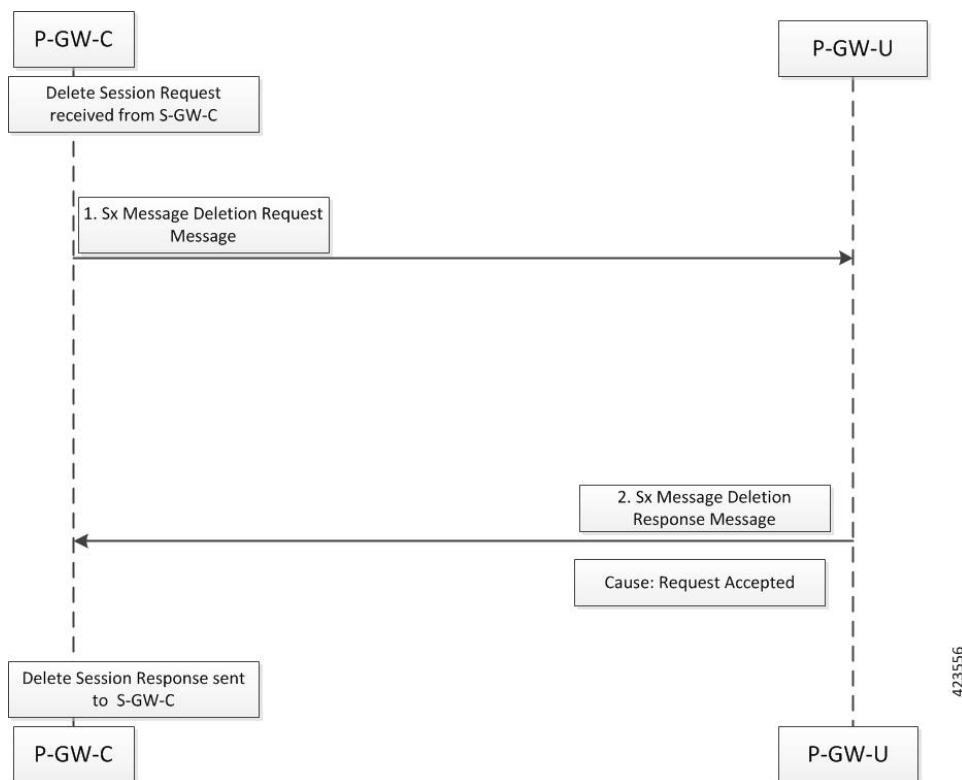 P-GW-C
P-GW-U
Delete Session Request
received from S-GW-C
1. Sx Message Deletion Request
Message
2. Sx Message Deletion
Response Message
Cause: Request Accepted
Delete Session Response sent
to S-GW-C
423556
P-GW-C
P-GW-U